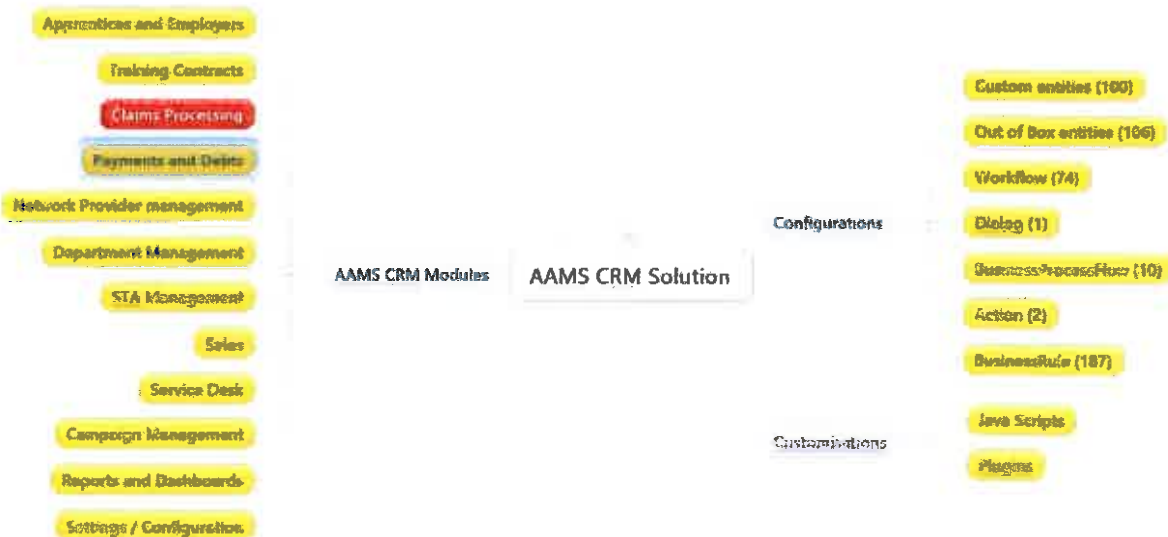 Apprentices and Employers
Training Contracts
Claims Processing
Payments and Debts
Network Provider management
Department Management
STA Management
Sales
Service Desk
Campaign Management
Reports and Dashboards
Settings / Configuration
AAMS CRM Modules
AAMS CRM Solution
Configurations
Customisations
Custom entities (100)
Out of Box entities (106)
Workflow (74)
Dialog (1)
BusinessProcessFlow (10)
Action (2)
BusinessRule (187)
Java Scripts
Plugins